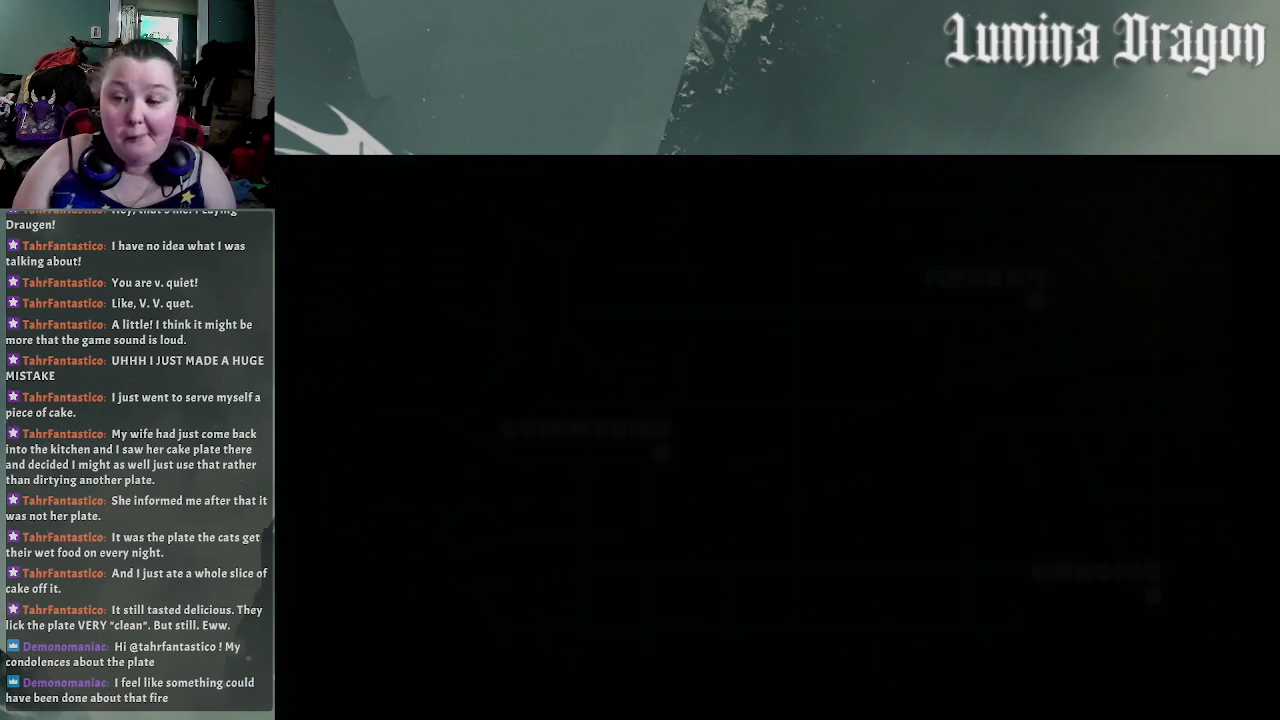 Lumina Dragon
Draugen!
TahrFantastico: I have no idea what I was
talking about!
TahrFantastico: You are v. quiet!
TahrFantastico: Like, V. V. quet.
TahrFantastico: A little! I think it might be
more that the game sound is loud.
TahrFantastico: UHHH I JUST MADE A HUGE
MISTAKE
TahrFantastico: I just went to serve myself a
piece of cake.
TahrFantastico: My wife had just come back
into the kitchen and I saw her cake plate there
and decided I might as well just use that rather
than dirtying another plate.
TahrFantastico: She informed me after that it
was not her plate.
TahrFantastico: It was the plate the cats get
their wet food on every night.
TahrFantastico: And I just ate a whole slice of
cake off it.
TahrFantastico: It still tasted delicious. They
lick the plate VERY "clean". But still. Eww.
Demonomaniac: Hi @tahrfantastico ! My
condolences about the plate
Demonomaniac: I feel like something could
have been done about that fire